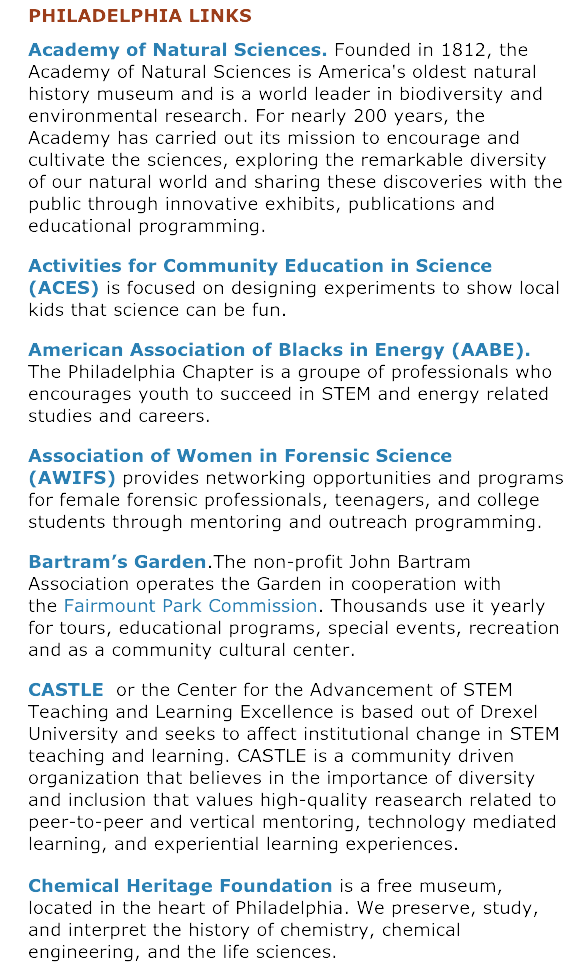 PHILADELPHIA LINKS
Academy of Natural Sciences. Founded in 1812, the
Academy of Natural Sciences is America's oldest natural
history museum and is a world leader in biodiversity and
environmental research. For nearly 200 years, the
Academy has carried out its mission to encourage and
cultivate the sciences, exploring the remarkable diversity
of our natural world and sharing these discoveries with the
public through innovative exhibits, publications and
educational programming.
Activities for Community Education in Science
(ACES) is focused on designing experiments to show local
kids that science can be fun.
American Association of Blacks in Energy (AABE).
The Philadelphia Chapter is a groupe of professionals who
encourages youth to succeed in STEM and energy related
studies and careers.
Association of Women in Forensic Science
(AWIFS) provides networking opportunities and programs
for female forensic professionals, teenagers, and college
students through mentoring and outreach programming.
Bartram’s Garden.The non-profit John Bartram
Association operates the Garden in cooperation with
the Fairmount Park Commission. Thousands use it yearly
for tours, educational programs, special events, recreation
and as a community cultural center.
CASTLE or the Center for the Advancement of STEM
Teaching and Learning Excellence is based out of Drexel
University and seeks to affect institutional change in STEM
teaching and learning. CASTLE is a community driven
organization that believes in the importance of diversity
and inclusion that values high-quality reasearch related to
peer-to-peer and vertical mentoring, technology mediated
learning, and experiential learning experiences.
Chemical Heritage Foundation is a free museum,
located in the heart of Philadelphia. We preserve, study,
and interpret the history of chemistry, chemical
engineering, and the life sciences.